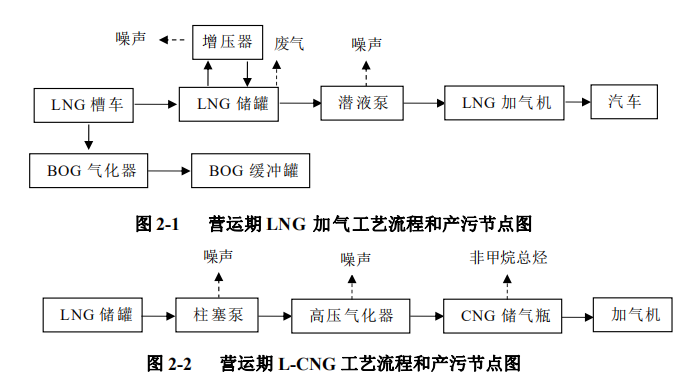 噪声
增压器
废气
噪声
LNG 槽车
LNG 储罐
潜液泵
LNG 加气机
汽车
BOG 气化器
BOG 缓冲罐
图 2-1 营运期 LNG 加气工艺流程和产污节点图
噪声
噪声
非甲烷总烃
LNG 储罐
柱塞泵
高压气化器
CNG 储气瓶
加气机
图 2-2 营运期 L-CNG 工艺流程和产污节点图